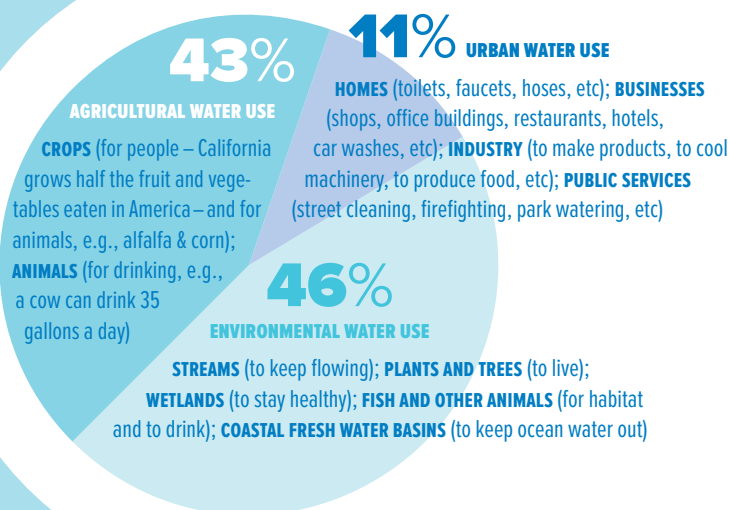 43%
AGRICULTURAL WATER USE
CROPS (for people – California
grows half the fruit and vege-
tables eaten in America – and for
animals, e.g., alfalfa & corn);
ANIMALS (for drinking, e.g.,
a cow can drink 35
gallons a day)
11% URBAN WATER USE
HOMES (toilets, faucets, hoses, etc); BUSINESSES
(shops, office buildings, restaurants, hotels,
car washes, etc); INDUSTRY (to make products, to cool
machinery, to produce food, etc); PUBLIC SERVICES
(street cleaning, firefighting, park watering, etc)
46%
ENVIRONMENTAL WATER USE
STREAMS (to keep flowing); PLANTS AND TREES (to live);
WETLANDS (to stay healthy); FISH AND OTHER ANIMALS (for habitat
and to drink); COASTAL FRESH WATER BASINS (to keep ocean water out)